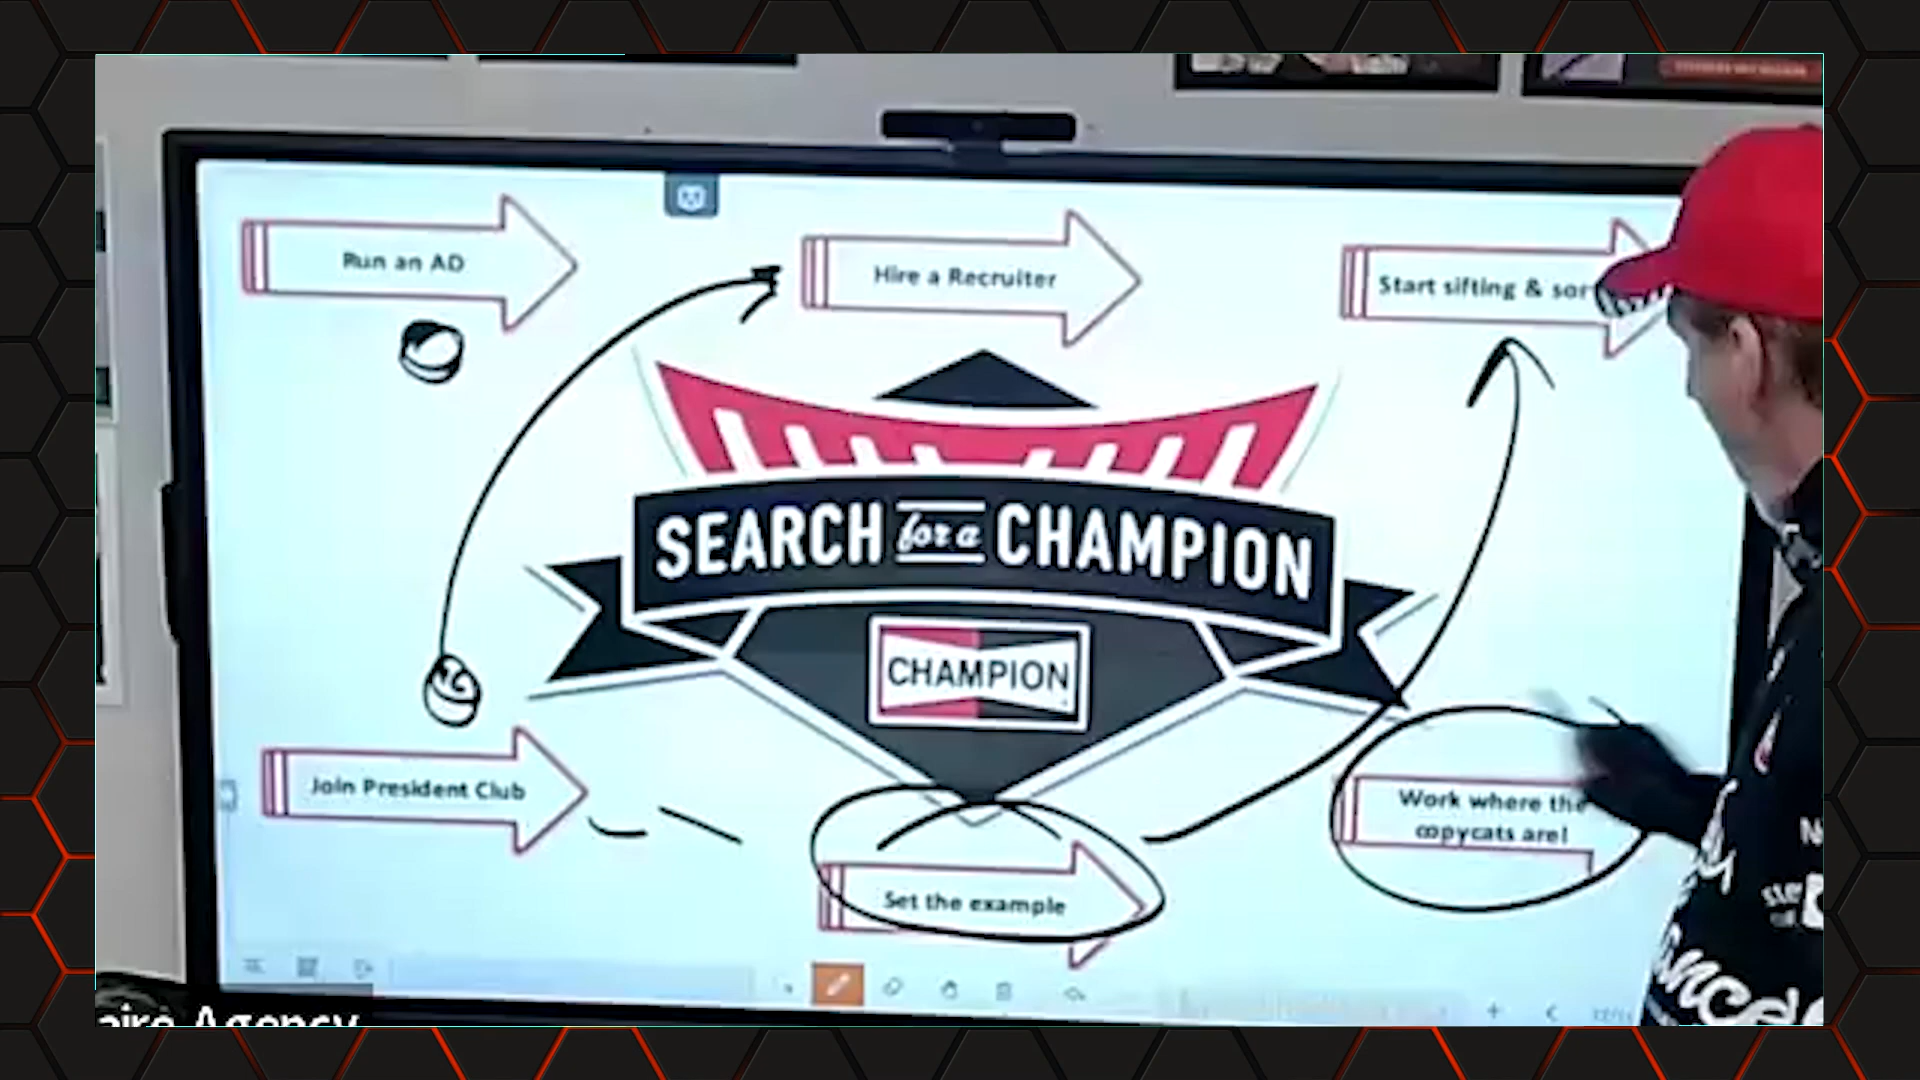 Run an AD
Hire a Recruiter
Start sifting &
SEARCH for a CHAMPION
CHAMPION
Join President Club
Set the example
Work where the
copycats are!
Agency